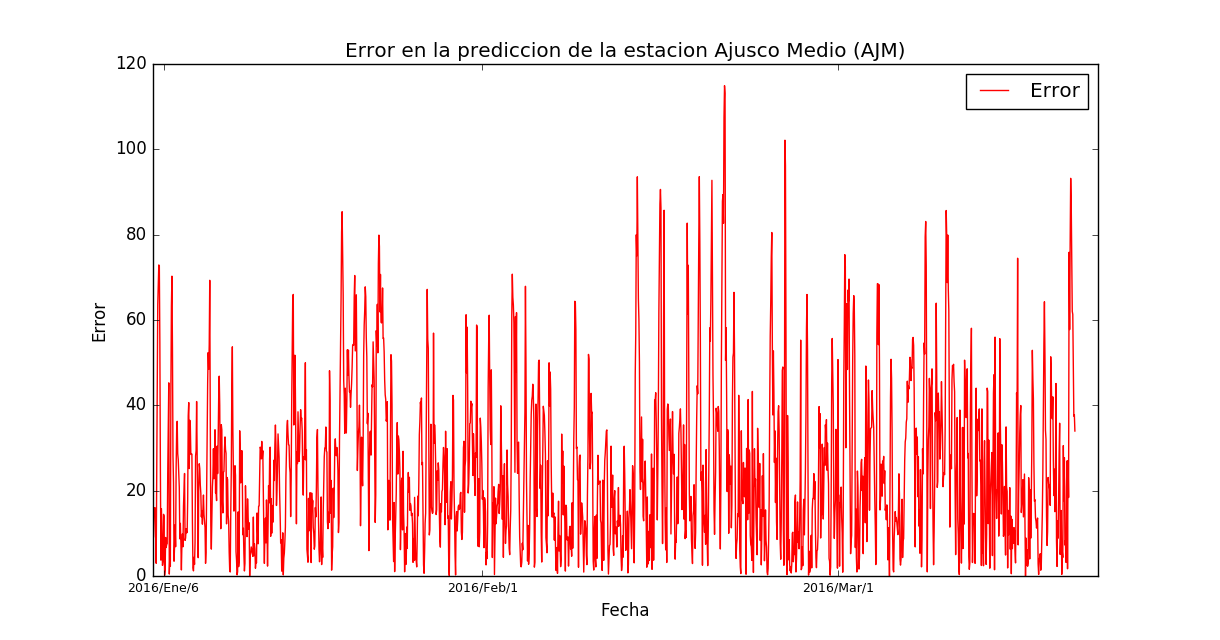 Error en la prediccion de la estacion Ajusco Medio (AJM)
120
100
80
60
40
20
0
Error
Error
2016/Ene/6
2016/Feb/1
2016/Mar/1
Fecha